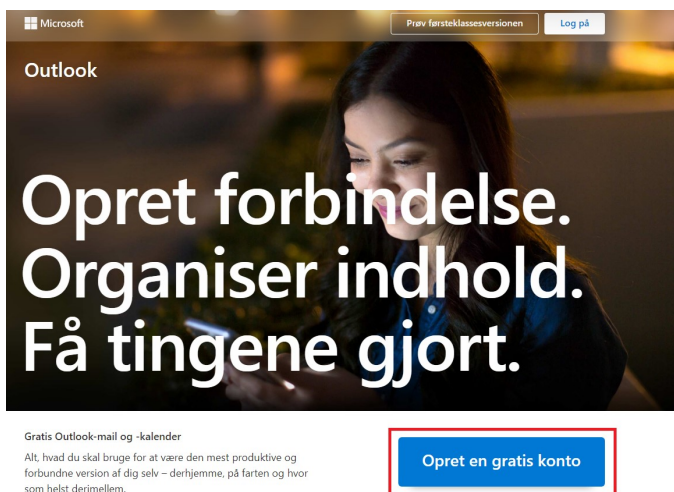 Microsoft
Prøv førsteklassesversionen
Log på
Outlook
Opret forbindelse.
Organiser indhold.
Få tingene gjort.
Gratis Outlook-mail og -kalender
Alt, hvad du skal bruge for at være den mest produktive og
forbundne version af dig selv – derhjemme, på farten og hvor
som helst derimellem.
Opret en gratis konto